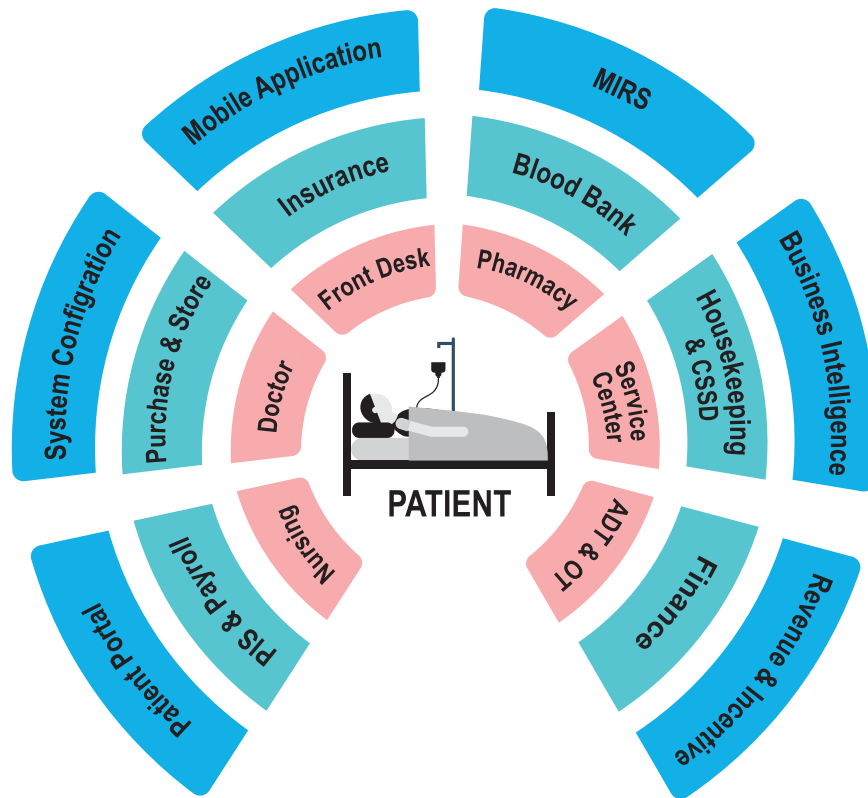 Mobile Application
MIRS
Insurance
Blood Bank
Front Desk
Pharmacy
System Configration
Purchase & Store
Doctor
Service
Center
Housekeeping
& CSSD
Business Intelligence
PATIENT
Patient Portal
PIS & Payroll
Nursing
ADT & OT
Finance
Revenue & Incentive